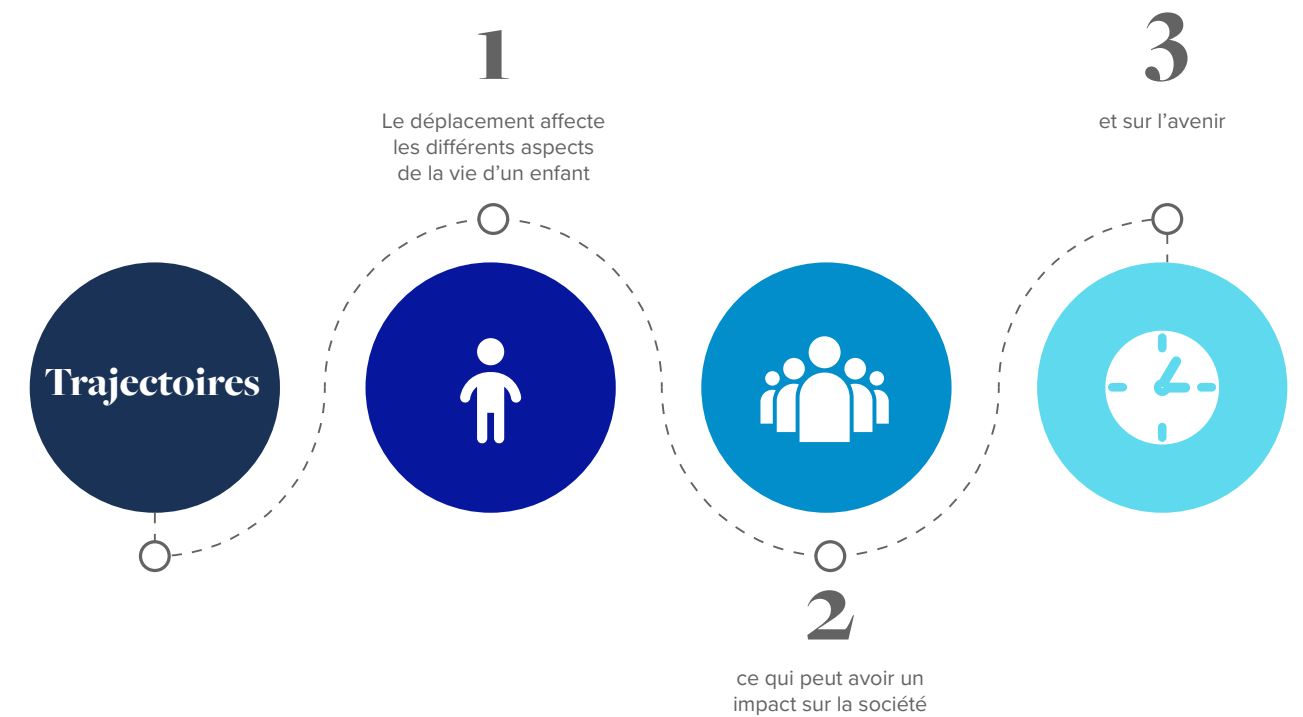 Trajectoires
1
Le déplacement affecte
les différents aspects
de la vie d’un enfant
2
ce qui peut avoir un
impact sur la société
3
et sur l’avenir